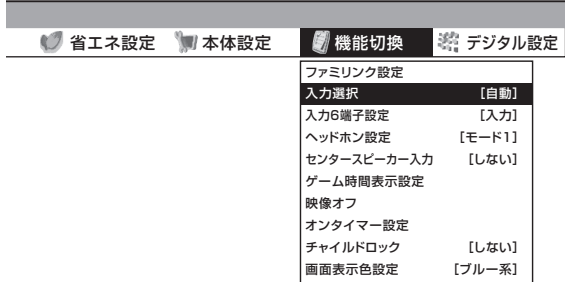 省エネ設定 本体設定 機能切換 デジタル設定
ファミリンク設定
入力選択 [自動]
入力6端子設定 [入力]
ヘッドホン設定 [モード1]
センタースピーカー入力 [しない]
ゲーム時間表示設定
映像オフ
オンタイマー設定
チャイルドロック [しない]
画面表示色設定 [ブルー系]